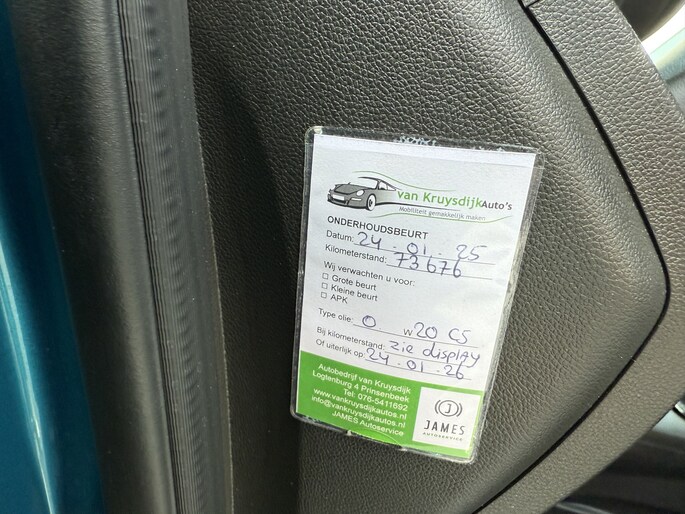 van Kruysdijk Auto's
Mobiliteit gemakkelijk maken
ONDERHOUDSBEURT
Datum: 24 - 01 - 25
Kilometerstand: 73676
Wij verwachten u voor:
□ Grote beurt
□ Kleine beurt
□ APK
Type olie: 0 w 20 C5
Bij kilometerstand: zie display
Of uiterlijk op: 24 - 01 - 26
Autobedrijf van Kruysdijk
Logtenburg 4 Prinsenbeek
Tel: 076-5411692
www.vankruysdijkautos.nl
info@vankruysdijkautos.nl
JAMES Autoservice
J
JAMES
AUTOSERVICE